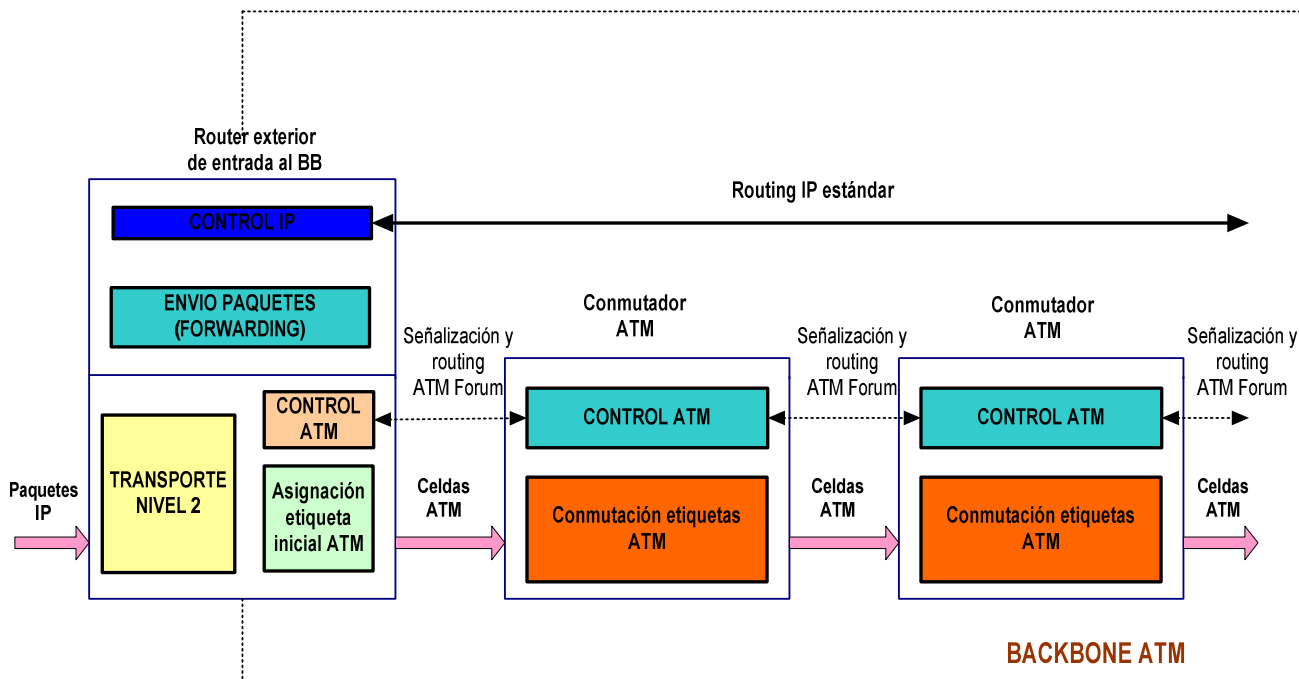 Router exterior
de entrada al BB
CONTROL IP
Routing IP estándar
ENVIO PAQUETES
(FORWARDING)
CONTROL
ATM
TRANSPORTE
NIVEL 2
Asignación
etiqueta
inicial ATM
Paquetes
IP
Señalización y
routing
ATM Forum
Celdas
ATM
Conmutador
ATM
CONTROL ATM
Conmutación etiquetas
ATM
Señalización y
routing
ATM Forum
Celdas
ATM
Conmutador
ATM
CONTROL ATM
Conmutación etiquetas
ATM
Señalización y
routing
ATM Forum
Celdas
ATM
BACKBONE ATM